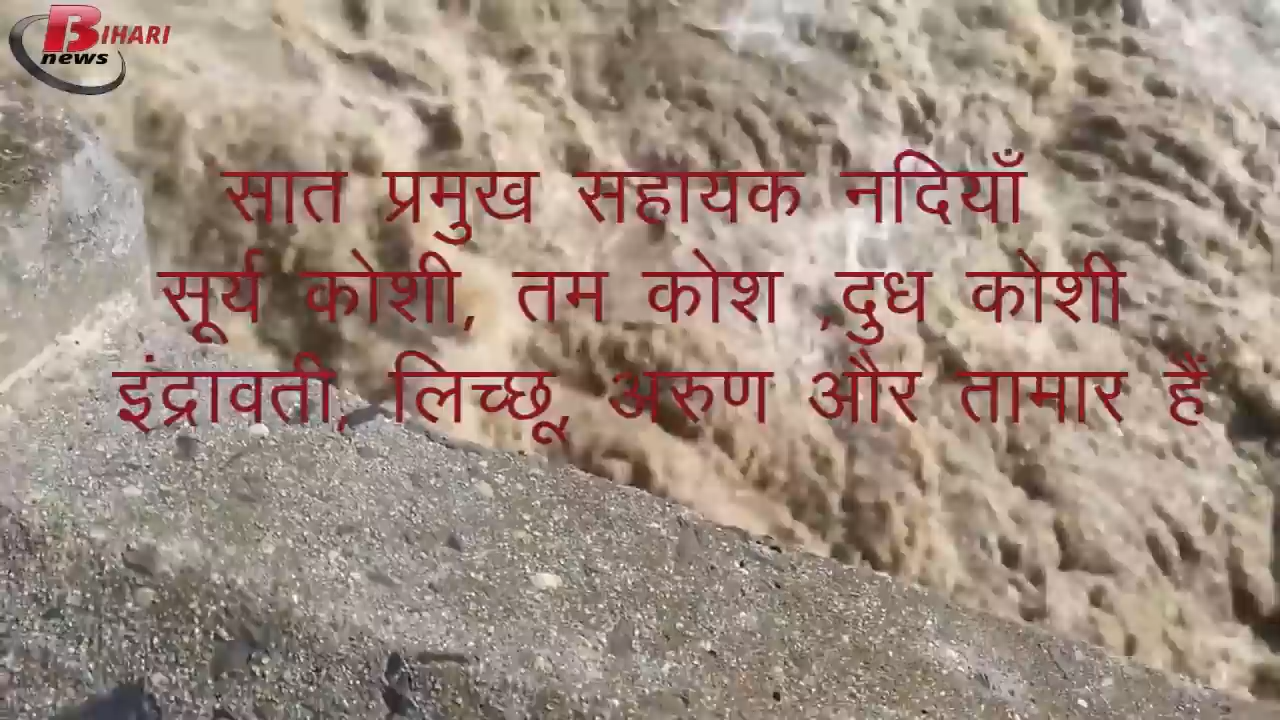 BIHARI
news
सात प्रमुख सहायक नदियाँ
सूर्य कोशी, तम कोश ,दुध कोशी
इंद्रावती, लिच्छू, अरुण और तामार हैं